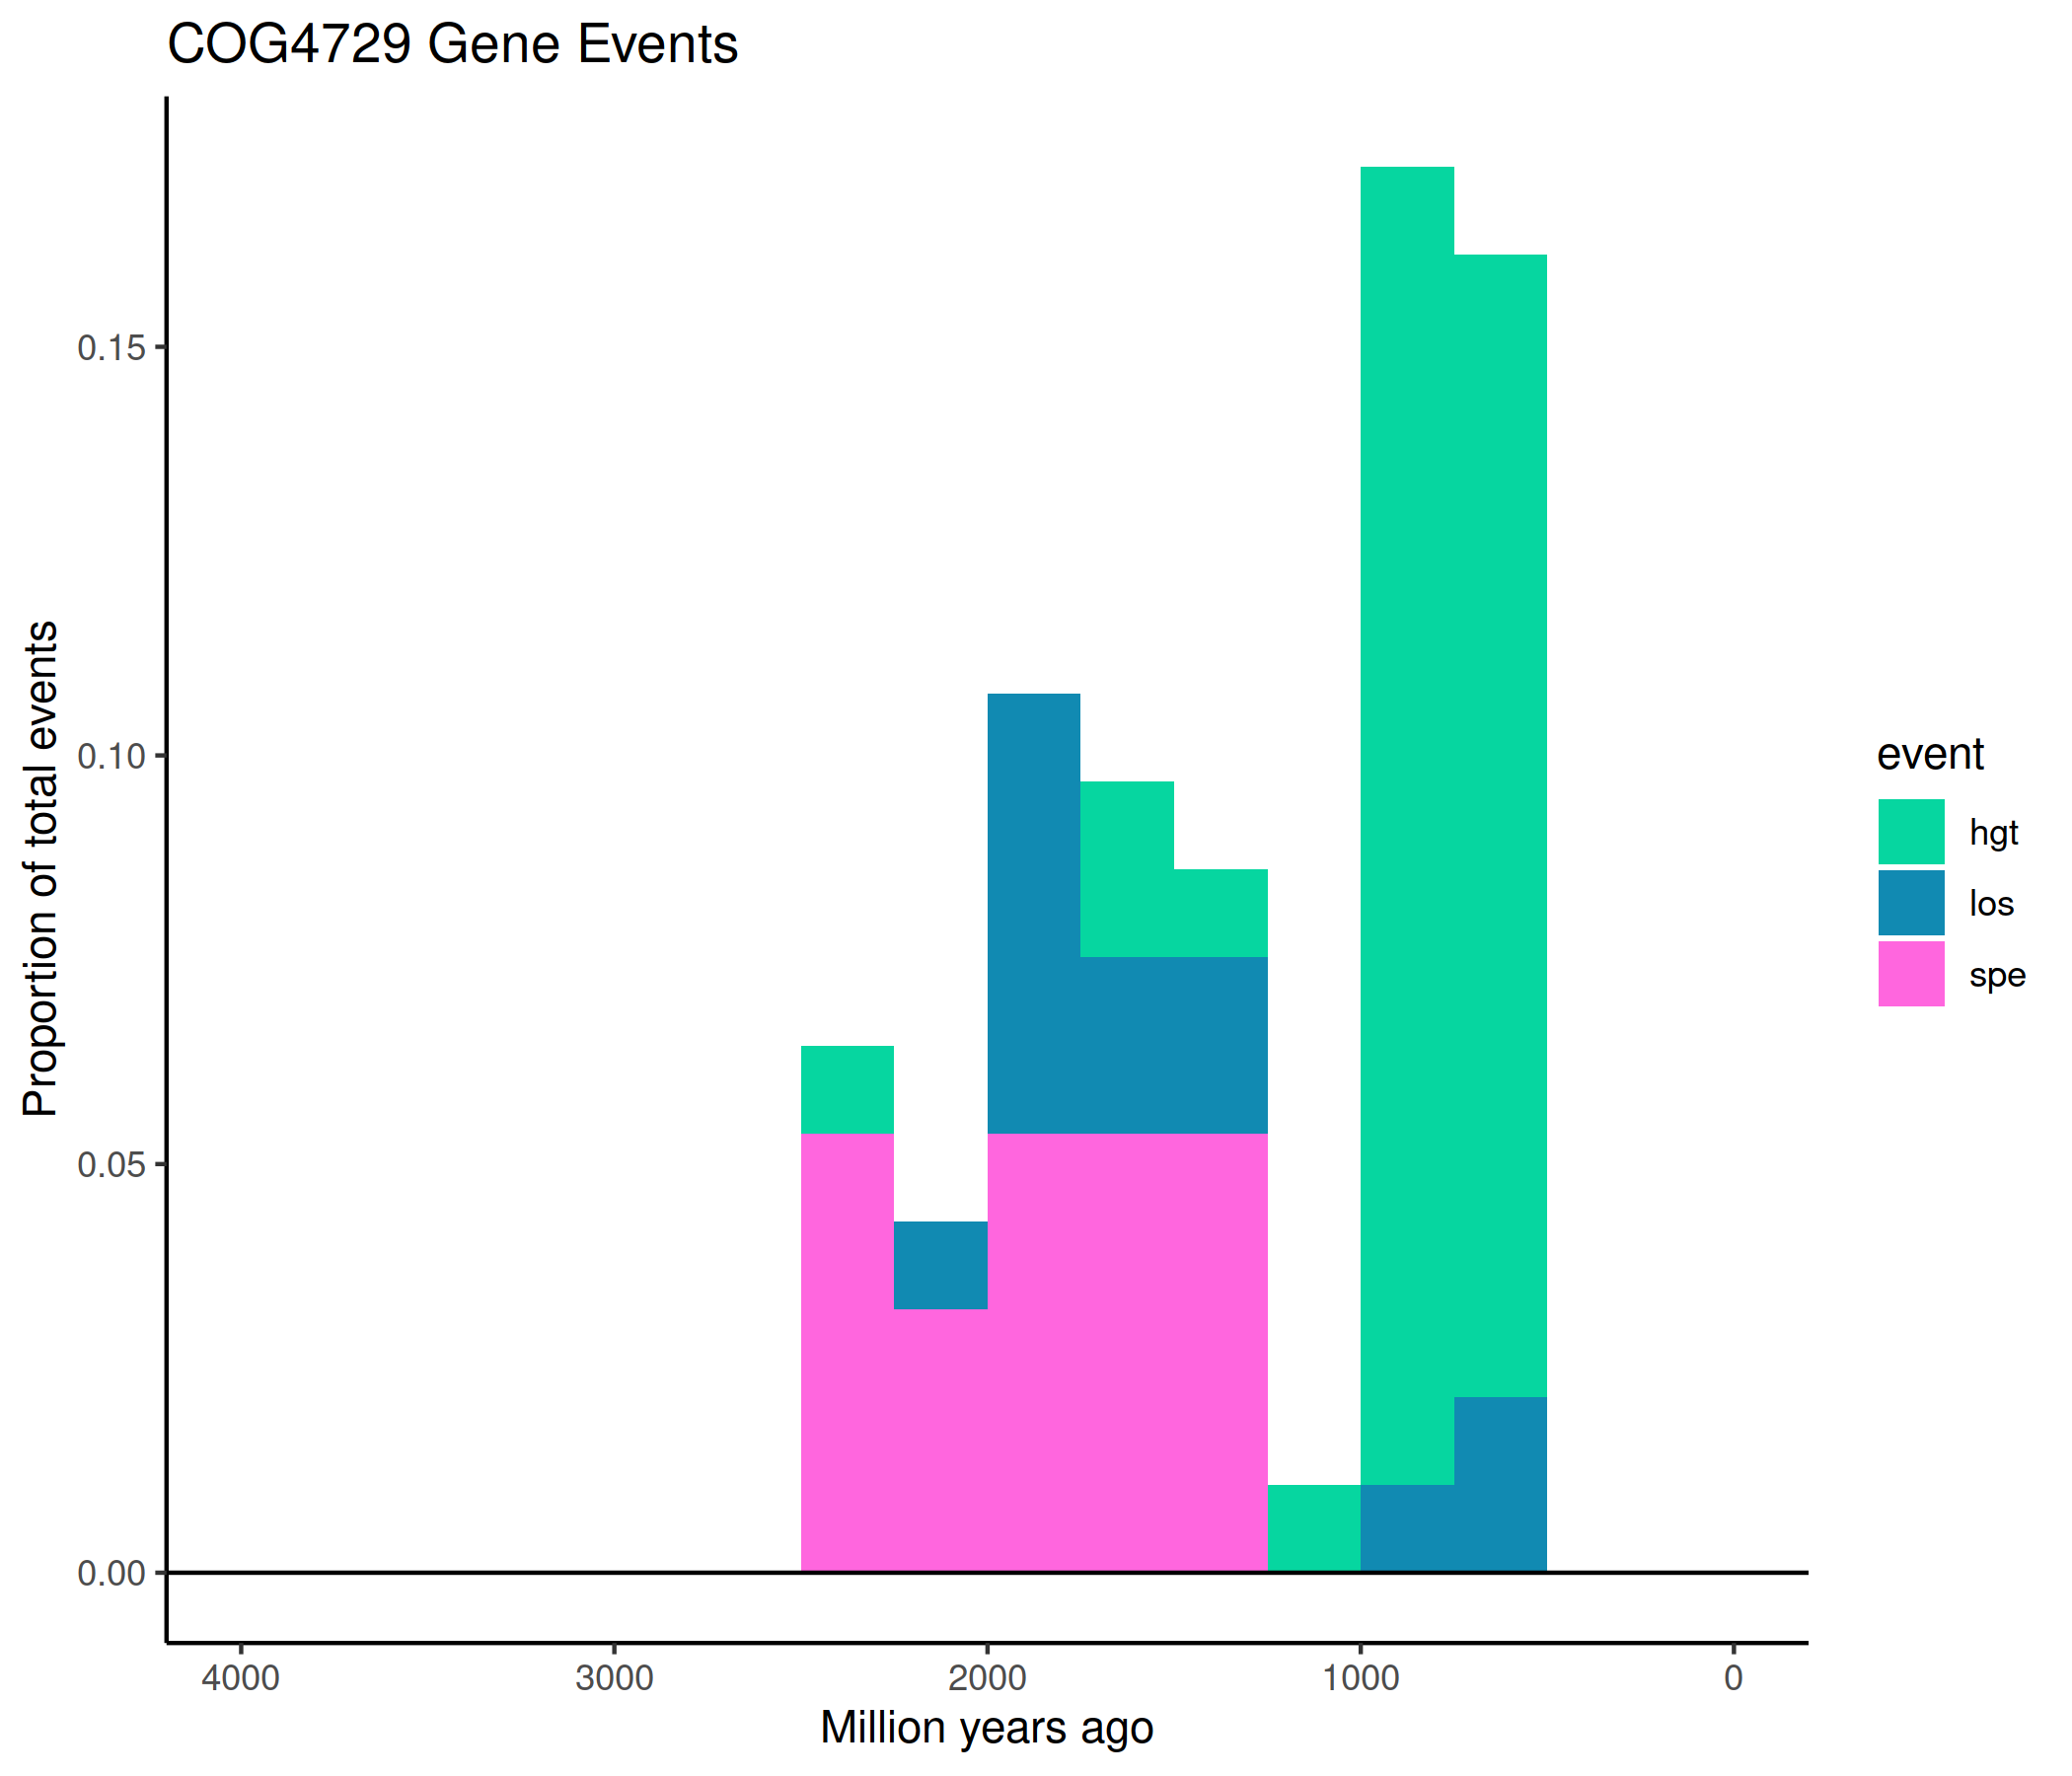 COG4729 Gene Events
Proportion of total events
0.15
0.10
0.05
0.00
4000 3000 2000 1000 0
Million years ago
event
hgt
los
spe